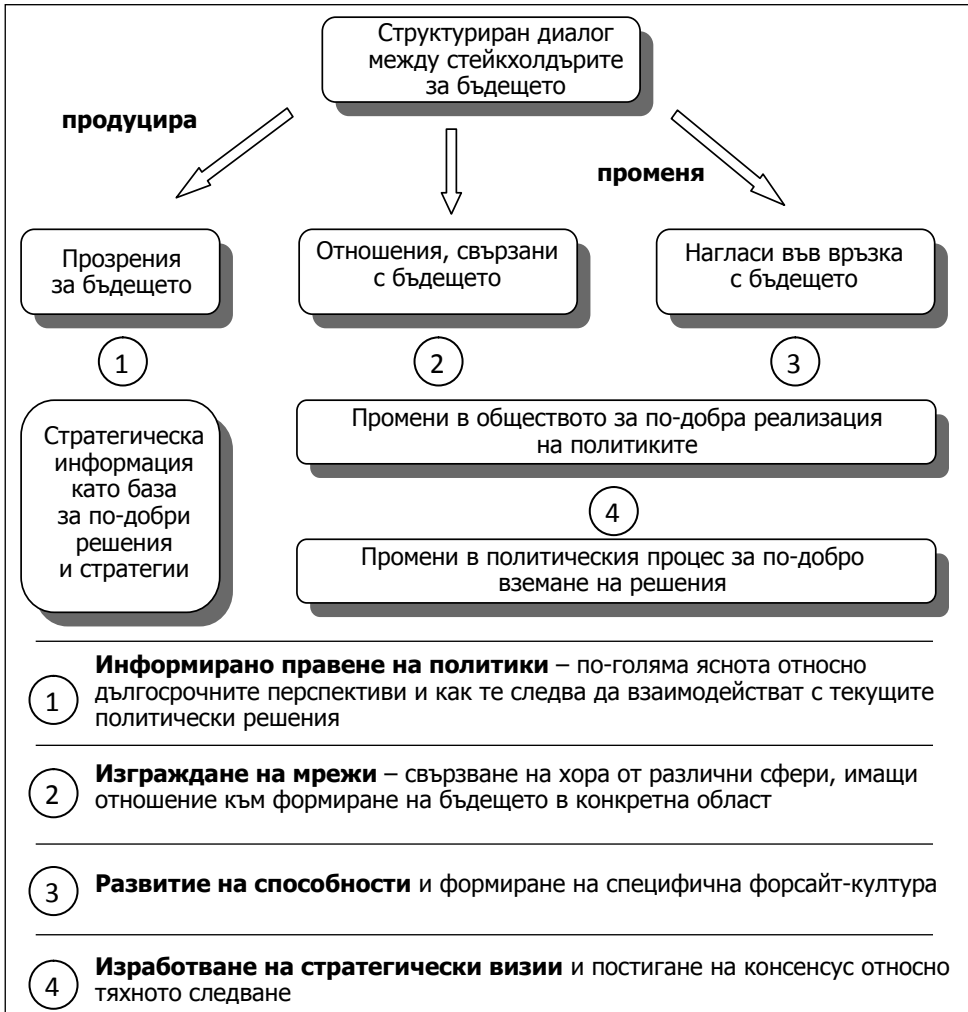 Структуриран диалог
между стейкхолдърите
за бъдещето
продуцира
променя
Прозрения
за бъдещето
Отношения, свързани
с бъдещето
Нагласи във връзка
с бъдещето
1
2
3
Стратегическа
информация
като база
за по-добри
решения
и стратегии
Промени в обществото за по-добра реализация
на политиките
4
Промени в политическия процес за по-добро
вземане на решения
1
Информирано правене на политики – по-голяма яснота относно
дългосрочните перспективи и как те следва да взаимодействат с текущите
политически решения
2
Изграждане на мрежи – свързване на хора от различни сфери, имащи
отношение към формиране на бъдещето в конкретна област
3
Развитие на способности и формиране на специфична форсайт-култура
4
Изработване на стратегически визии и постигане на консенсус относно
тяхното следване